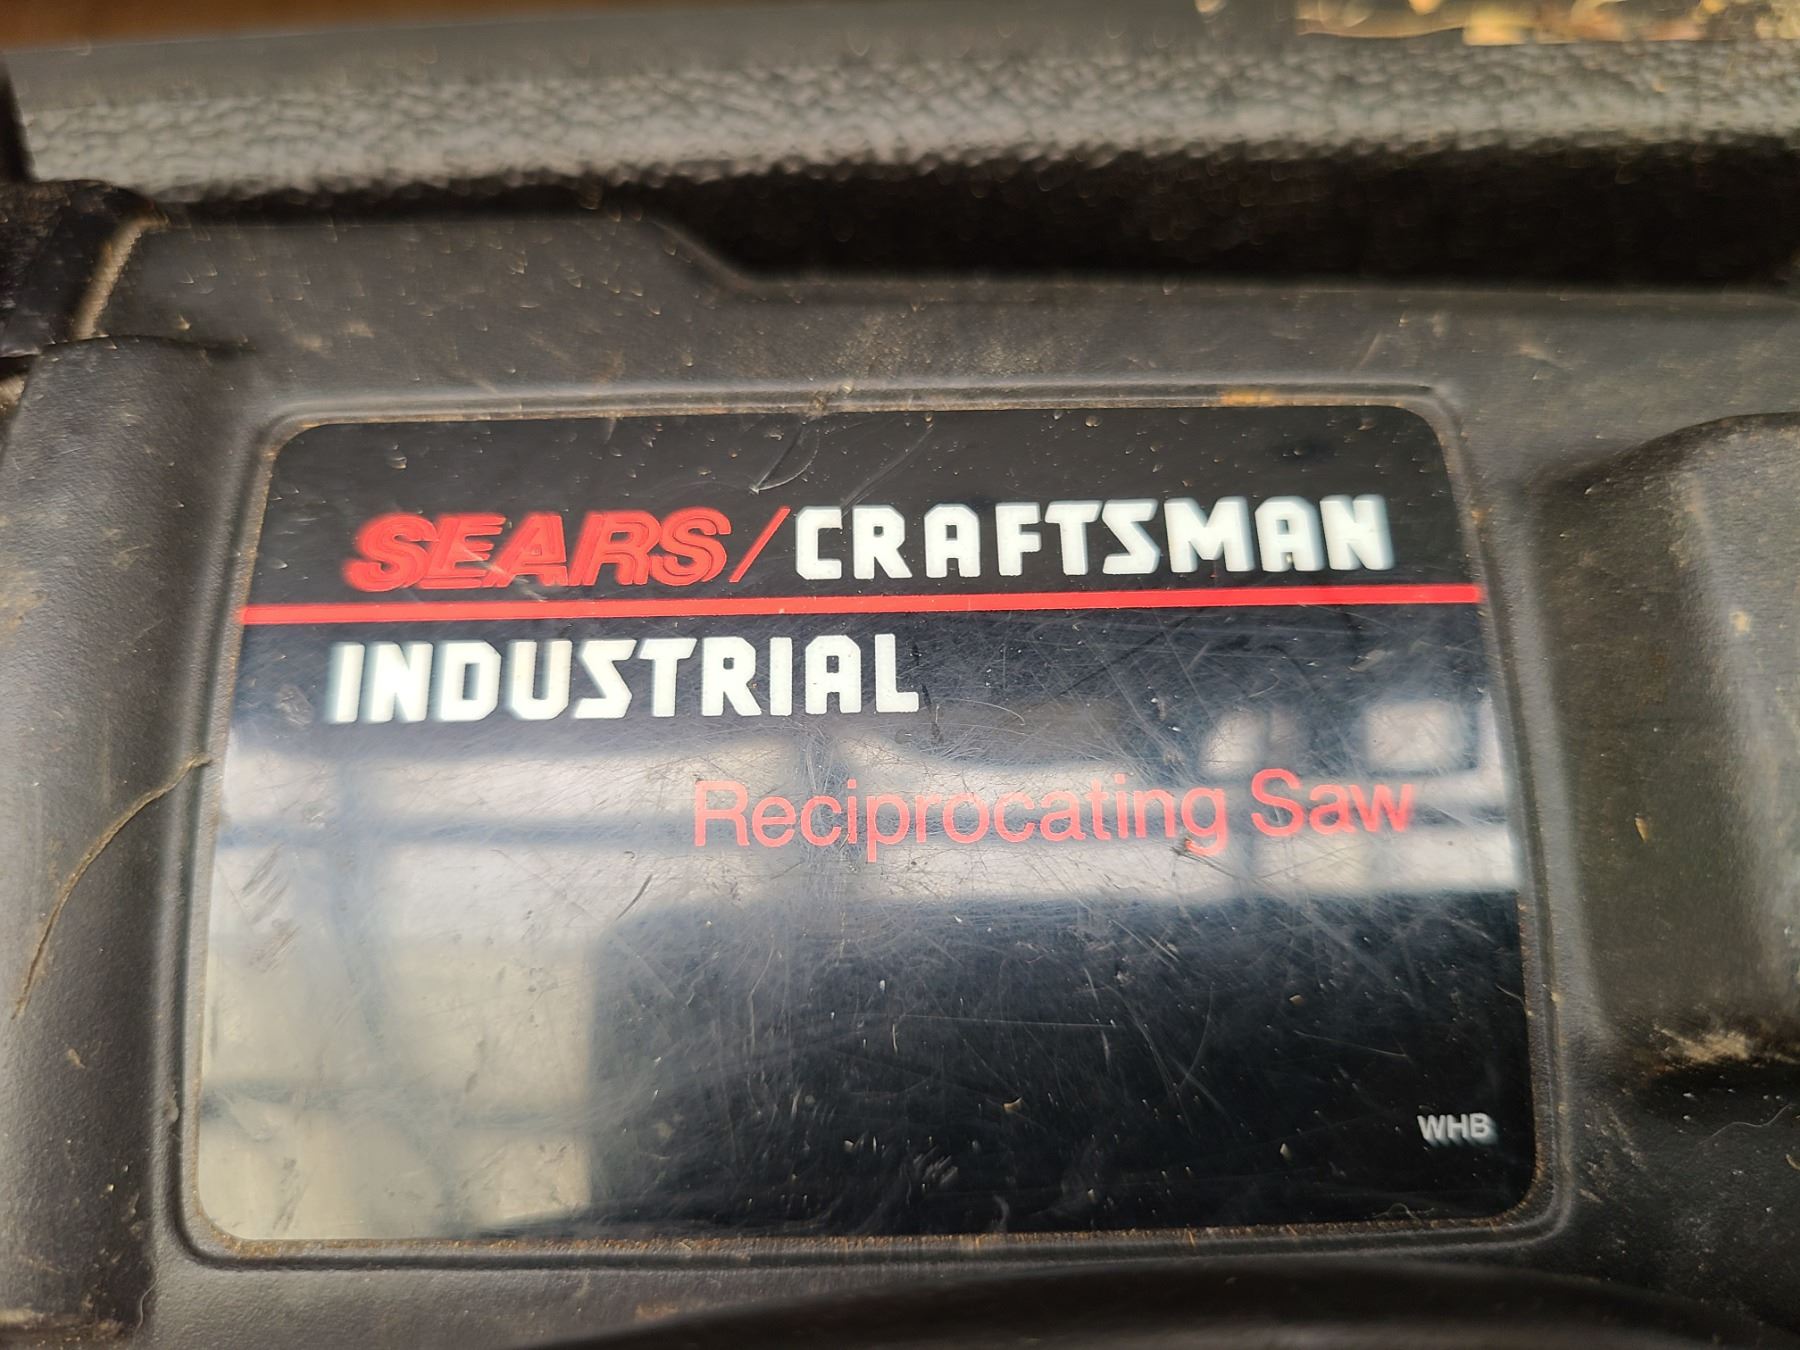 SEARS/CRAFTSMAN
INDUSTRIAL
Reciprocating Saw
WHB